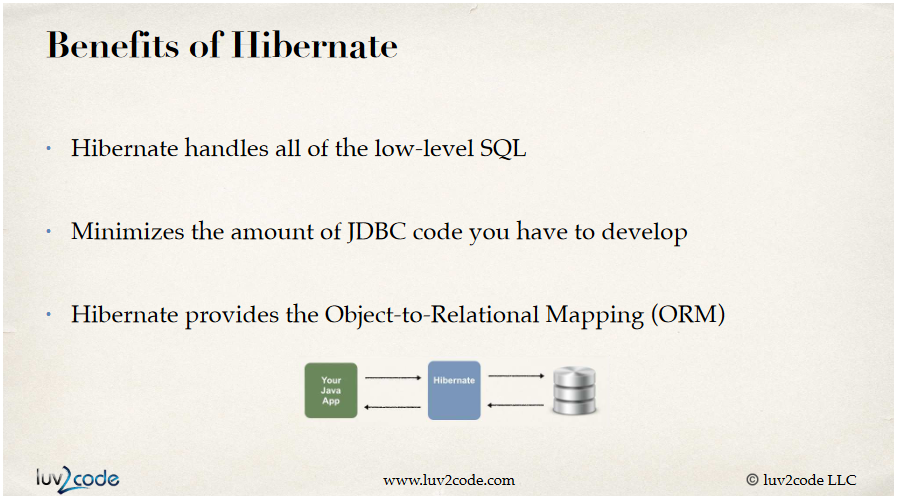 Benefits of Hibernate
• Hibernate handles all of the low-level SQL
• Minimizes the amount of JDBC code you have to develop
• Hibernate provides the Object-to-Relational Mapping (ORM)
Your
Java
App
Hibernate
luv2code
www.luv2code.com
© luv2code LLC